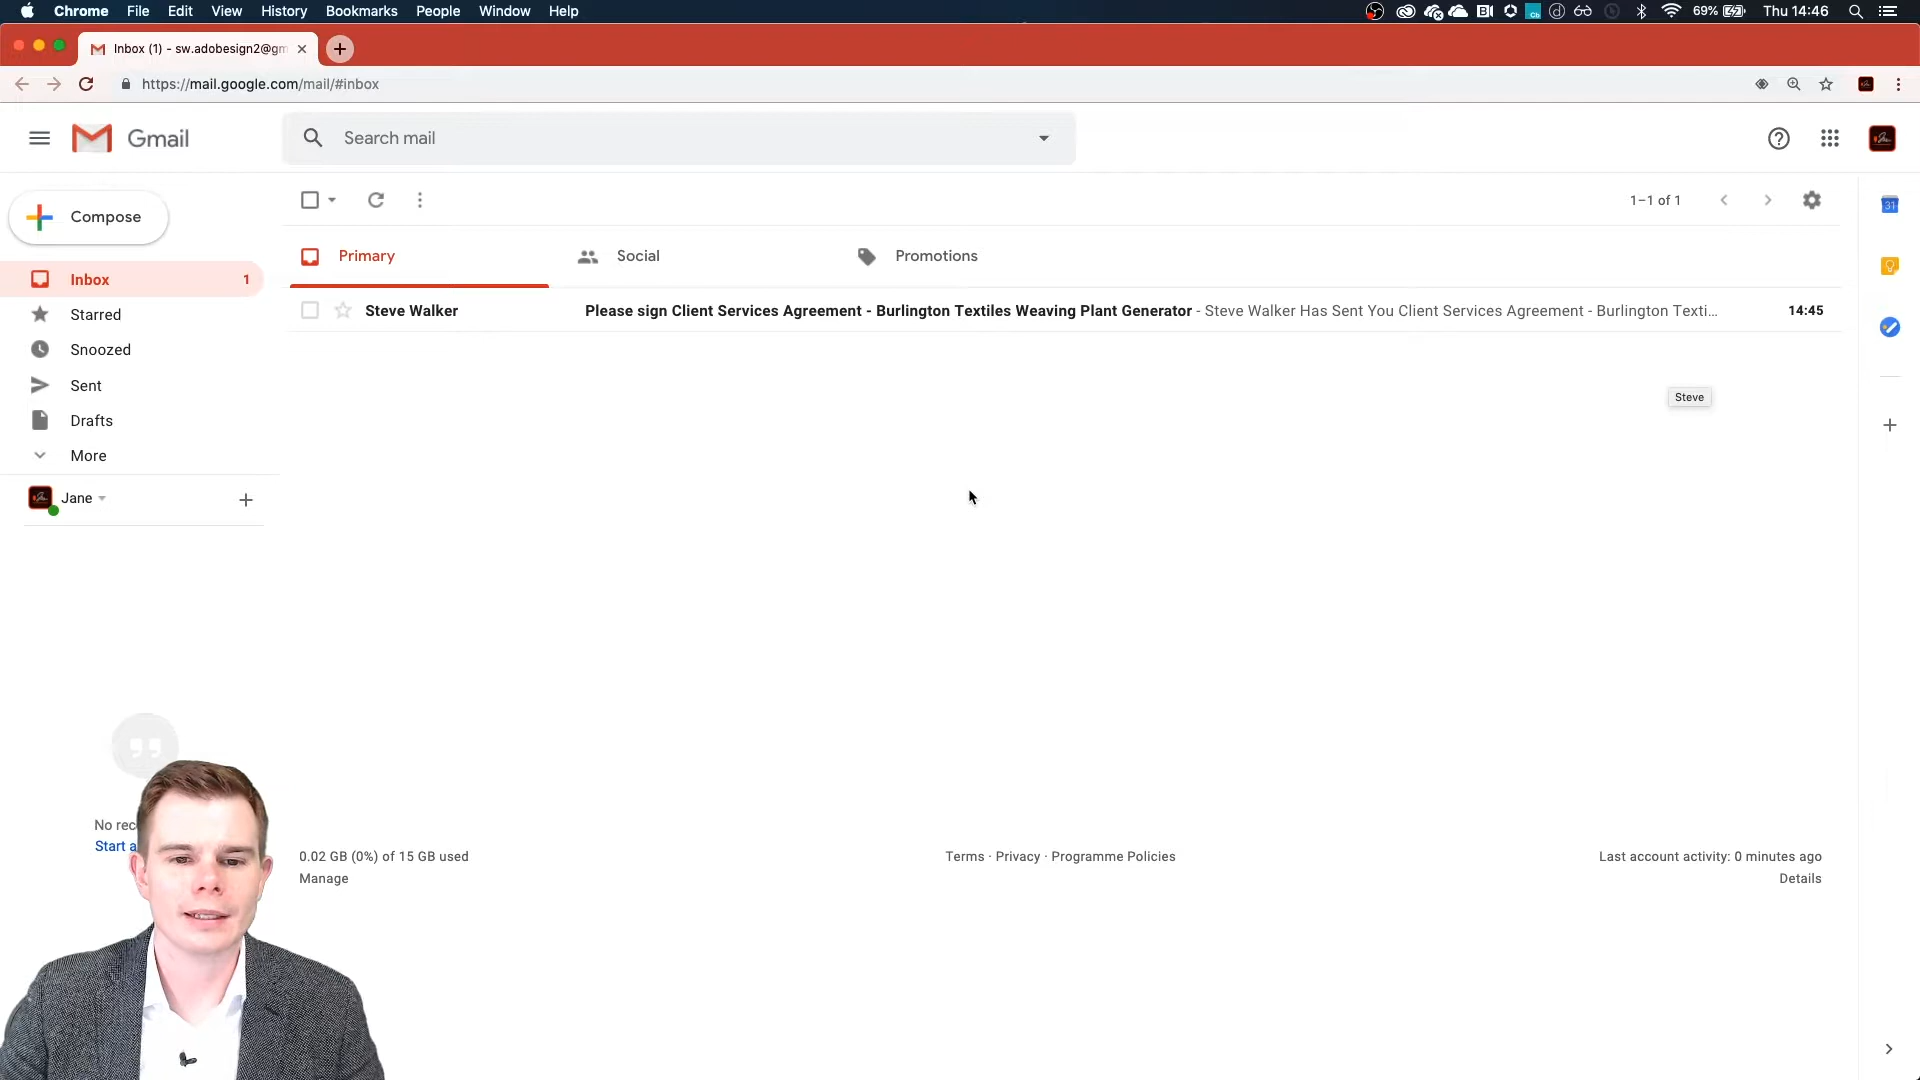 Chrome File Edit View History Bookmarks People Window Help 69% Thu 14:46
Inbox (1) - sw.adobesign2@gm
https://mail.google.com/mail/#inbox
Gmail
Search mail
Compose
1–1 of 1
31
Primary
Social
Promotions
Inbox 1
Steve Walker Please sign Client Services Agreement - Burlington Textiles Weaving Plant Generator - Steve Walker Has Sent You Client Services Agreement - Burlington Texti... 14:45
Starred
Snoozed
Sent
Steve
Drafts
More
Jane
No rec
Start a
0.02 GB (0%) of 15 GB used
Manage
Terms · Privacy · Programme Policies
Last account activity: 0 minutes ago
Details